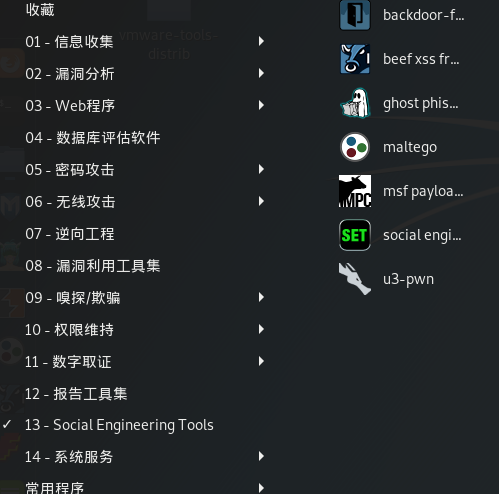 收藏
01 - 信息收集
02 - 漏洞分析
03 - Web程序
04 - 数据库评估软件
05 - 密码攻击
06 - 无线攻击
07 - 逆向工程
08 - 漏洞利用工具集
09 - 嗅探/欺骗
10 - 权限维持
11 - 数字取证
12 - 报告工具集
✓ 13 - Social Engineering Tools
14 - 系统服务
常用程序
vmware-tools-
distrib
backdoor-f...
beef xss fr...
ghost phis...
maltego
MPC
msf payloa...
SET
social engi...
u3-pwn